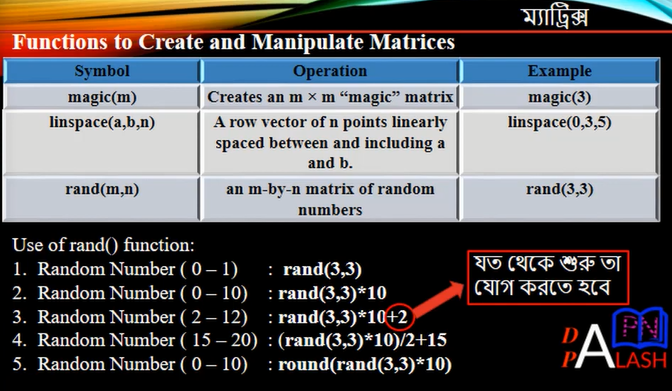 ম্যাট্রিক্স
Functions to Create and Manipulate Matrices
Symbol Operation Example
magic(m) Creates an m × m “magic” matrix magic(3)
linspace(a,b,n) A row vector of n points linearly spaced between and including a and b. linspace(0,3,5)
rand(m,n) an m-by-n matrix of random numbers rand(3,3)
Use of rand() function:
1. Random Number ( 0 – 1) : rand(3,3)
2. Random Number ( 0 – 10) : rand(3,3)*10
3. Random Number ( 2 – 12) : rand(3,3)*10+2
4. Random Number ( 15 – 20) : (rand(3,3)*10)/2+15
5. Random Number ( 0 – 10) : round(rand(3,3)*10)
যত থেকে শুরু তা
যোগ করতে হবে
D PN
P ALASH